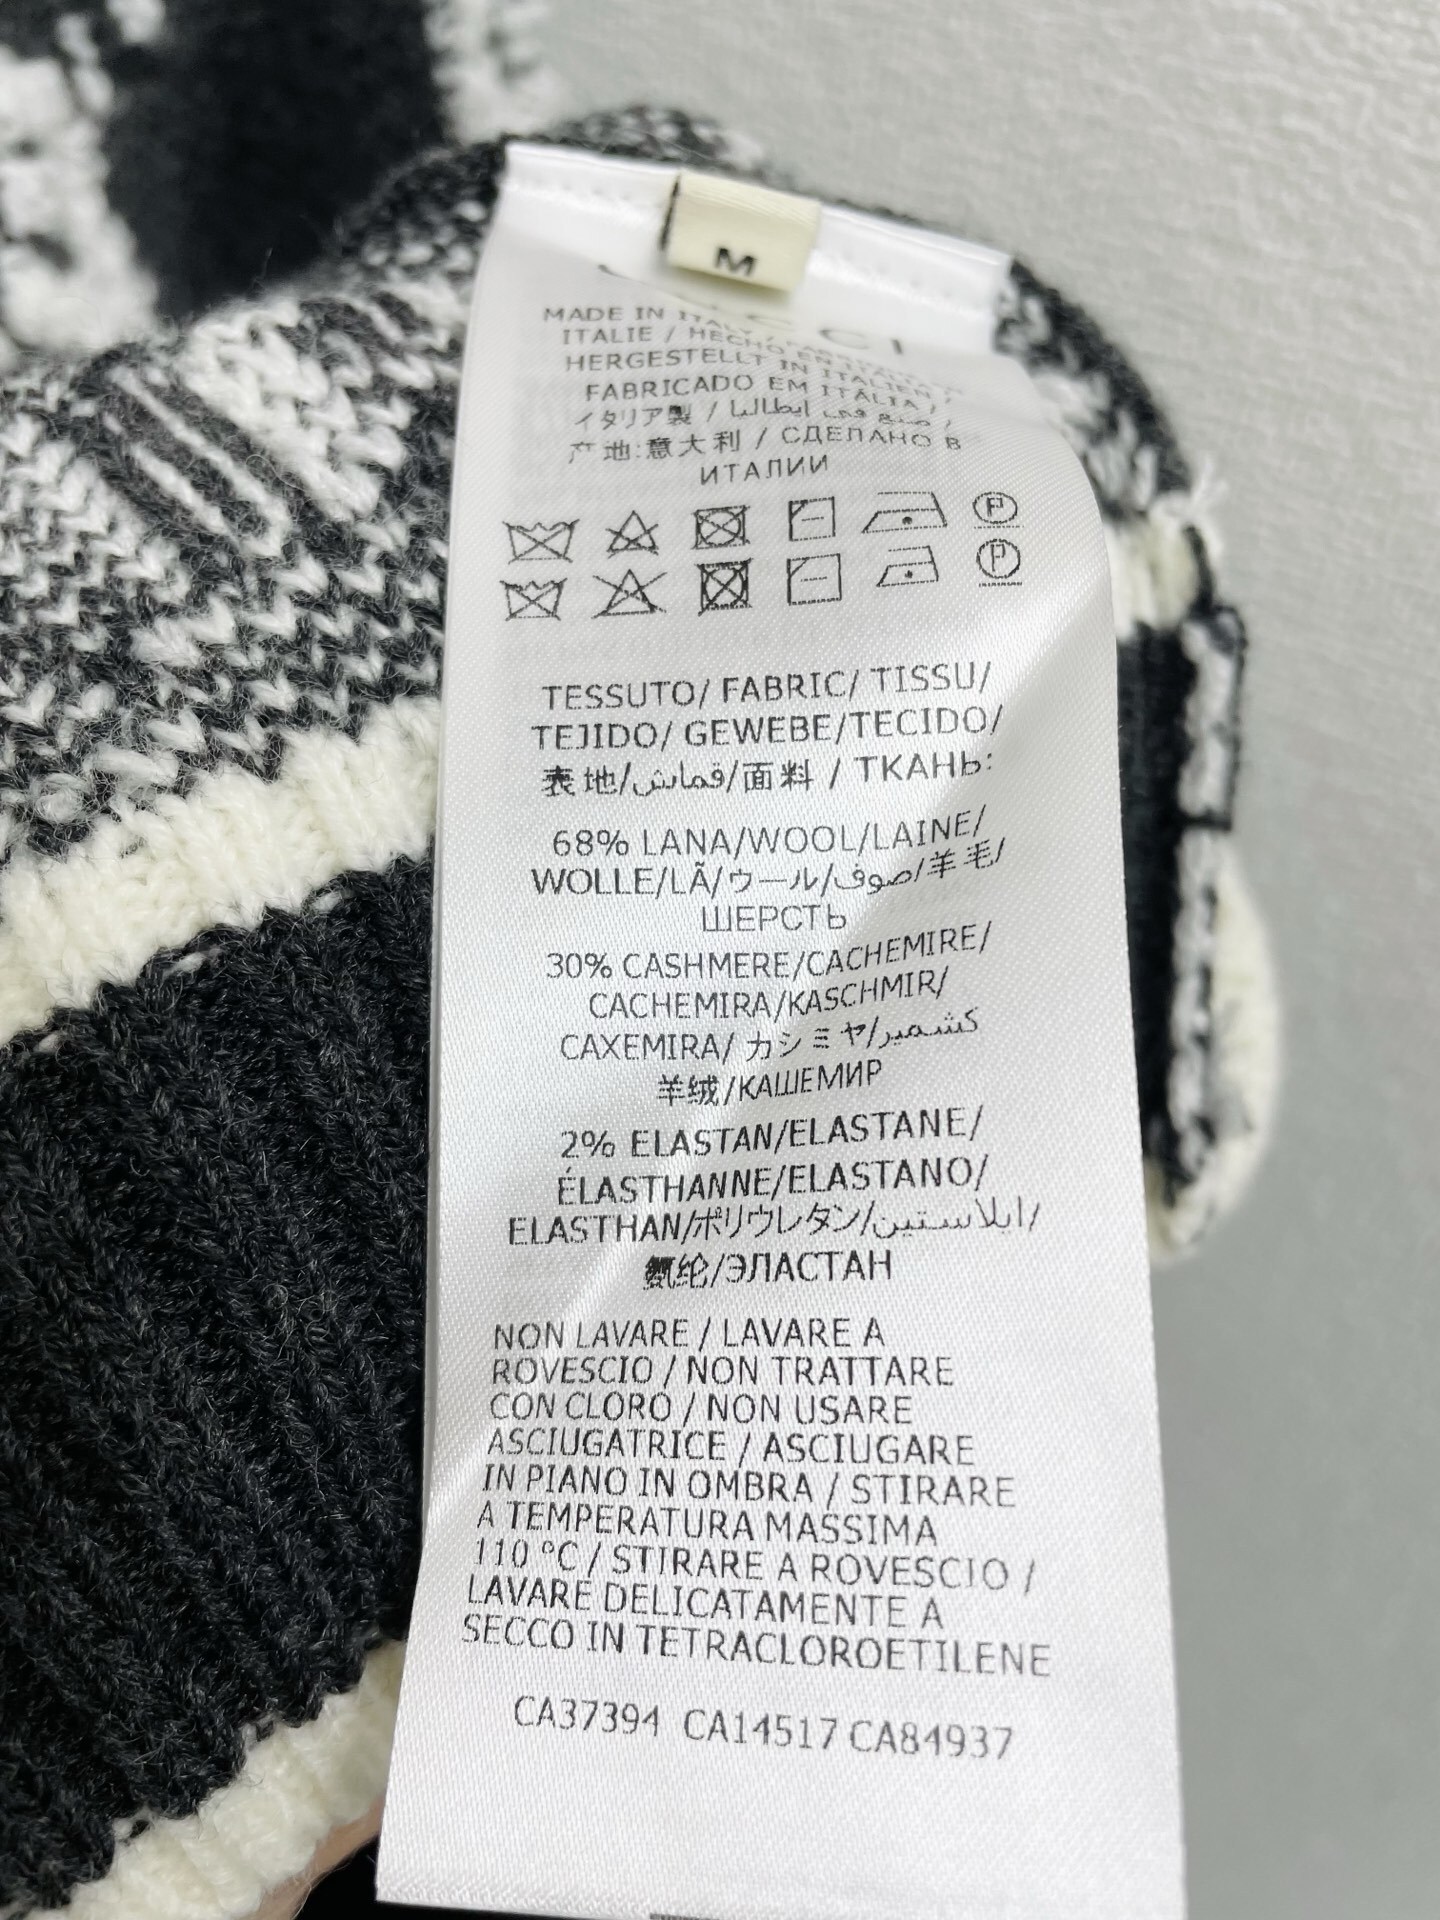 M
MADE IN ITALY /
ITALIE / HECHO EN ITALIA /
HERGESTELLT IN ITALIEN /
FABRICADO EM ITÁLIA /
イタリア製 / صنع في ايطاليا /
产地:意大利 / СДЕЛАНО В
ИТАЛИИ
P
P
TESSUTO/ FABRIC/ TISSU/
TEJIDO/ GEWEBE/TECIDO/
表地/قماش/面料 / ТКАНЬ:
68% LANA/WOOL/LAINE/
WOLLE/LÃ/ウール/صوف/羊毛/
ШЕРСТЬ
30% CASHMERE/CACHEMIRE/
CACHEMIRA/KASCHMIR/
CAXEMIRA/カシミヤ/كشمير/
羊绒/КАШЕМИР
2% ELASTAN/ELASTANE/
ÉLASTHANNE/ELASTANO/
ELASTHAN/ポリウレタン/ايلاستين/
氨纶/ЭЛАСТАН
NON LAVARE / LAVARE A
ROVESCIO / NON TRATTARE
CON CLORO / NON USARE
ASCIUGATRICE / ASCIUGARE
IN PIANO IN OMBRA / STIRARE
A TEMPERATURA MASSIMA
110 °C / STIRARE A ROVESCIO /
LAVARE DELICATAMENTE A
SECCO IN TETRACLOROETILENE
CA37394 CA14517 CA84937